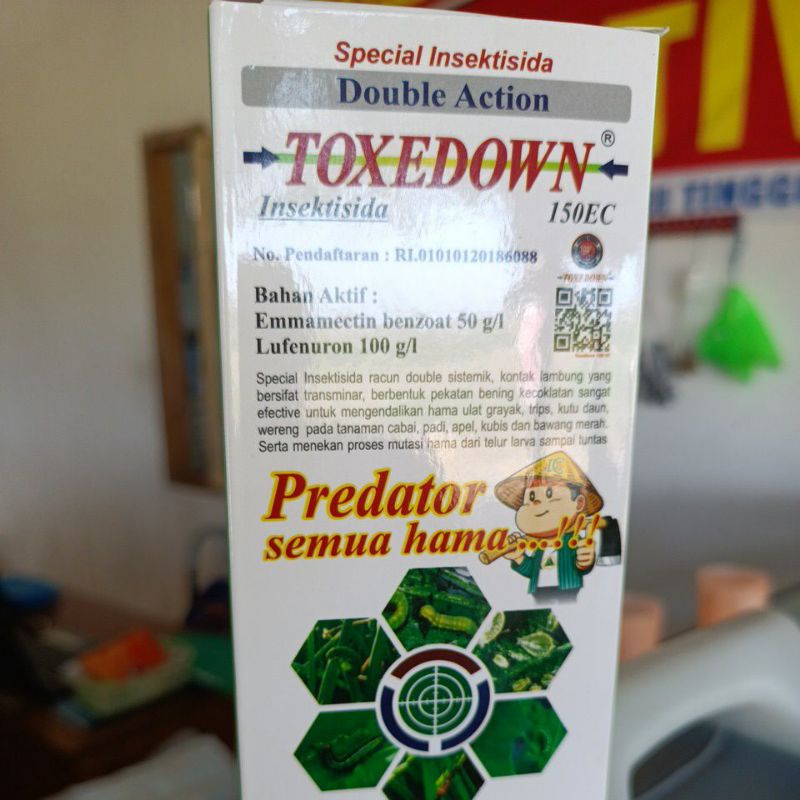 Special Insektisida
Double Action
TOXEDOWN®
Insektisida 150EC
No. Pendaftaran : RI.01010120186088
Bahan Aktif :
Emmamectin benzoat 50 g/l
Lufenuron 100 g/l
TOXEDOWN
Special Insektisida racun double sistemik, kontak lambung yang
bersifat transminar, berbentuk pekatan bening kecoklatan sangat
efective untuk mengendalikan hama ulat grayak, trips, kutu daun,
wereng pada tanaman cabai, padi, apel, kubis dan bawang merah.
Serta menekan proses mutasi hama dari telur larva sampai tuntas
Predator
semua hama....!!!
TINGGI